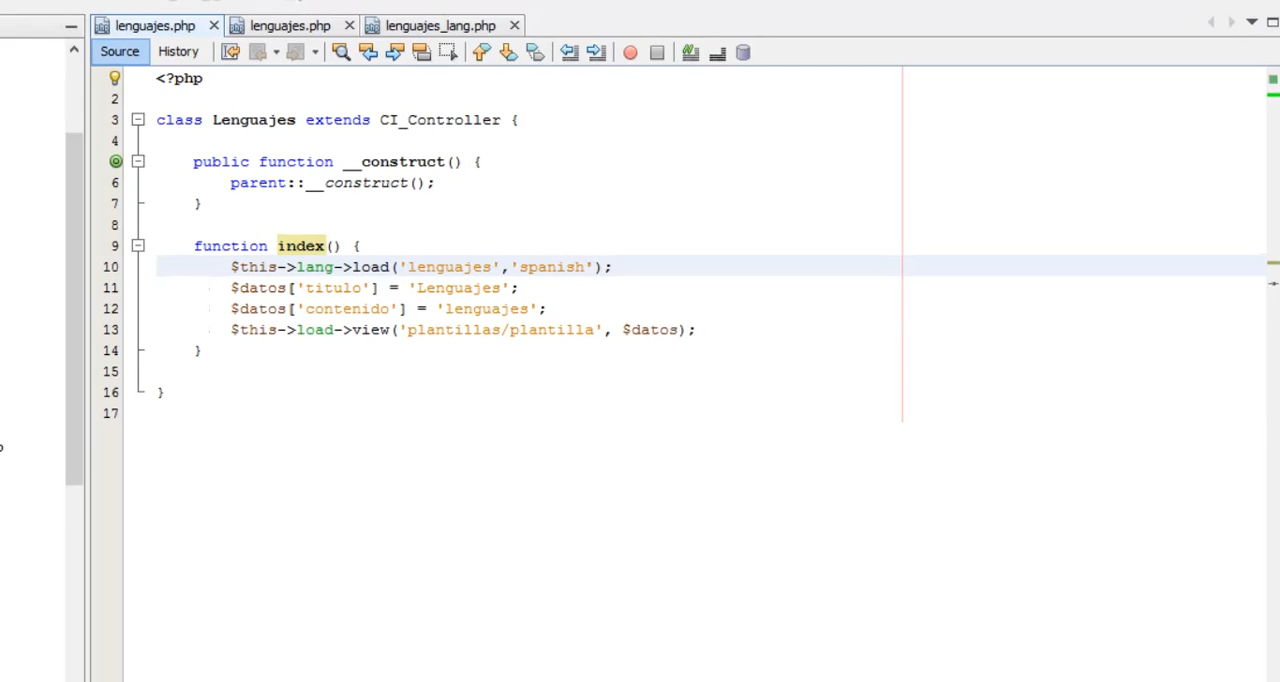 lenguajes.php lenguajes.php lenguajes_lang.php
Source History
<?php
2
3 class Lenguajes extends CI_Controller {
4
public function __construct() {
6 parent::__construct();
7 }
8
9 function index() {
10 $this->lang->load('lenguajes','spanish');
11 $datos['titulo'] = 'Lenguajes';
12 $datos['contenido'] = 'lenguajes';
13 $this->load->view('plantillas/plantilla', $datos);
14 }
15
16 }
17